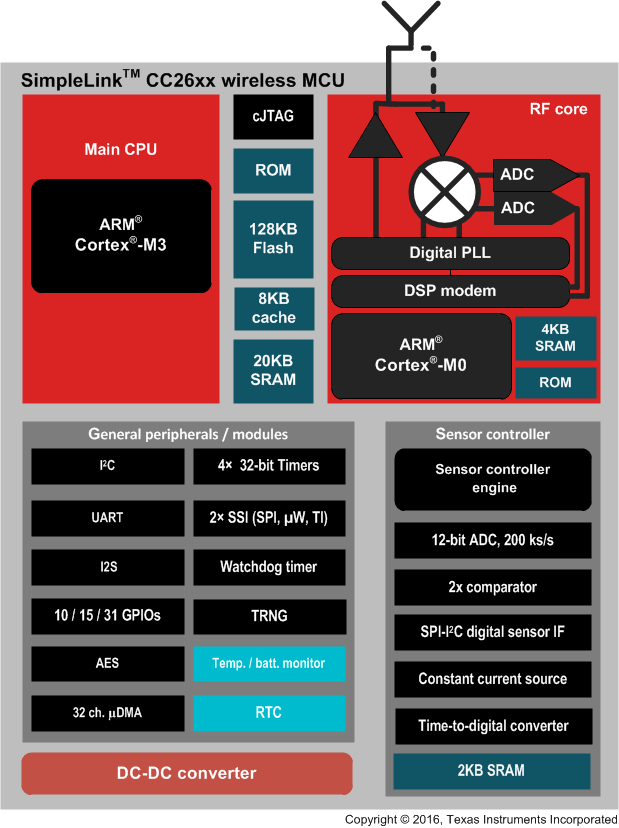 SimpleLink™ CC26xx wireless MCU
Main CPU
ARM®
Cortex®-M3
cJTAG
ROM
128KB
Flash
8KB
cache
20KB
SRAM
RF core
ADC
ADC
Digital PLL
DSP modem
ARM®
Cortex®-M0
4KB
SRAM
ROM
General peripherals / modules
I²C
4× 32-bit Timers
UART
2× SSI (SPI, µW, TI)
I2S
Watchdog timer
10 / 15 / 31 GPIOs
TRNG
AES
Temp. / batt. monitor
32 ch. µDMA
RTC
Sensor controller
Sensor controller
engine
12-bit ADC, 200 ks/s
2x comparator
SPI-I²C digital sensor IF
Constant current source
Time-to-digital converter
2KB SRAM
DC-DC converter
Copyright © 2016, Texas Instruments Incorporated